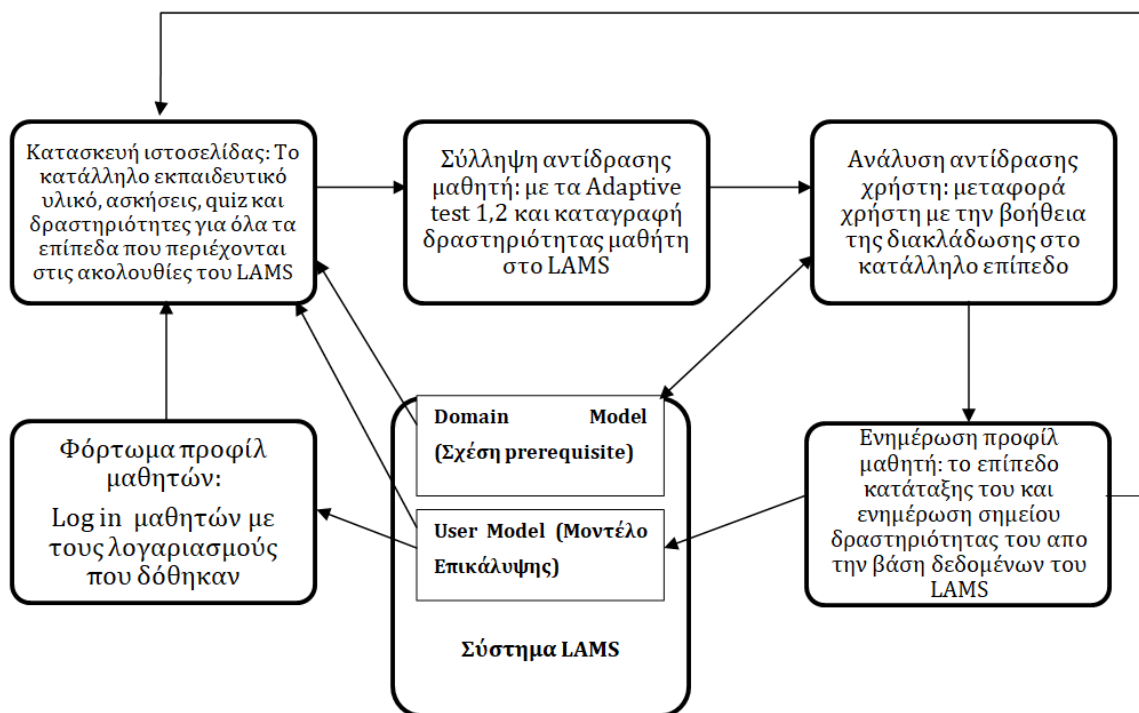 Κατασκευή ιστοσελίδας: Το
κατάλληλο εκπαιδευτικό
υλικό, ασκήσεις, quiz και
δραστηριότητες για όλα τα
επίπεδα που περιέχονται
στις ακολουθίες του LAMS
Σύλληψη αντίδρασης
μαθητή: με τα Adaptive
test 1,2 και καταγραφή
δραστηριότητας μαθήτη
στο LAMS
Ανάλυση αντίδρασης
χρήστη: μεταφορά
χρήστη με την βοήθεια
της διακλάδωσης στο
κατάλληλο επίπεδο
Φόρτωμα προφίλ
μαθητών:
Log in μαθητών με
τους λογαριασμούς
που δόθηκαν
Domain Model
(Σχέση prerequisite)
User Model (Μοντέλο
Επικάλυψης)
Σύστημα LAMS
Ενημέρωση προφίλ
μαθητή: το επίπεδο
κατάταξης του και
ενημέρωση σημείου
δραστηριότητας του απο
την βάση δεδομένων του
LAMS